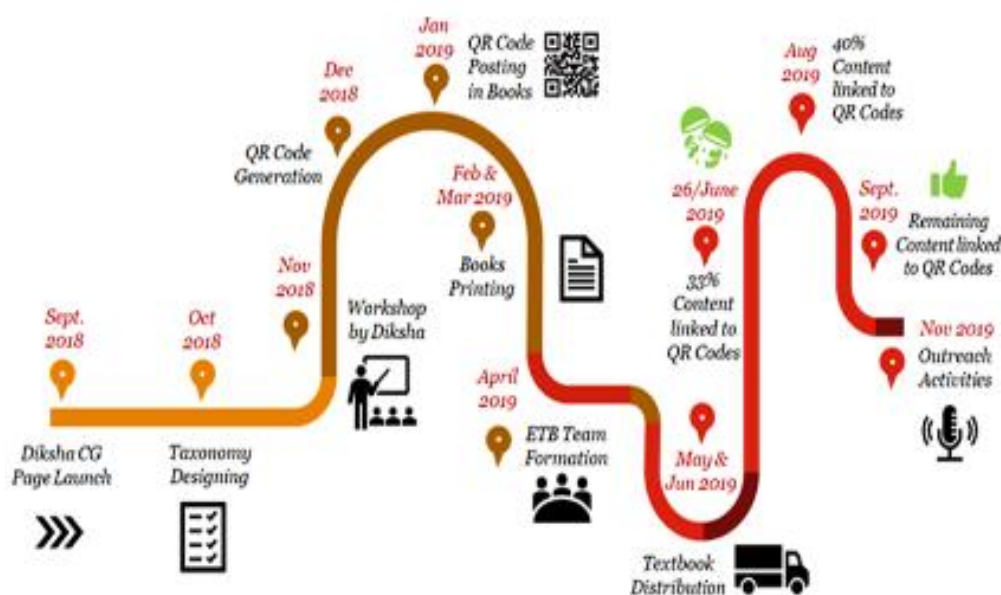 Sept.
2018
Diksha CG
Page Launch
Oct
2018
Taxonomy
Designing
Nov
2018
Workshop
by Diksha
Dec
2018
QR Code
Generation
Jan
2019
QR Code
Posting
in Books
Feb &
Mar 2019
Books
Printing
April
2019
ETB Team
Formation
May &
Jun 2019
Textbook
Distribution
26/June
2019
33%
Content
linked to
QR Codes
Aug
2019
40%
Content
linked to
QR Codes
Sept.
2019
Remaining
Content linked
to QR Codes
Nov 2019
Outreach
Activities